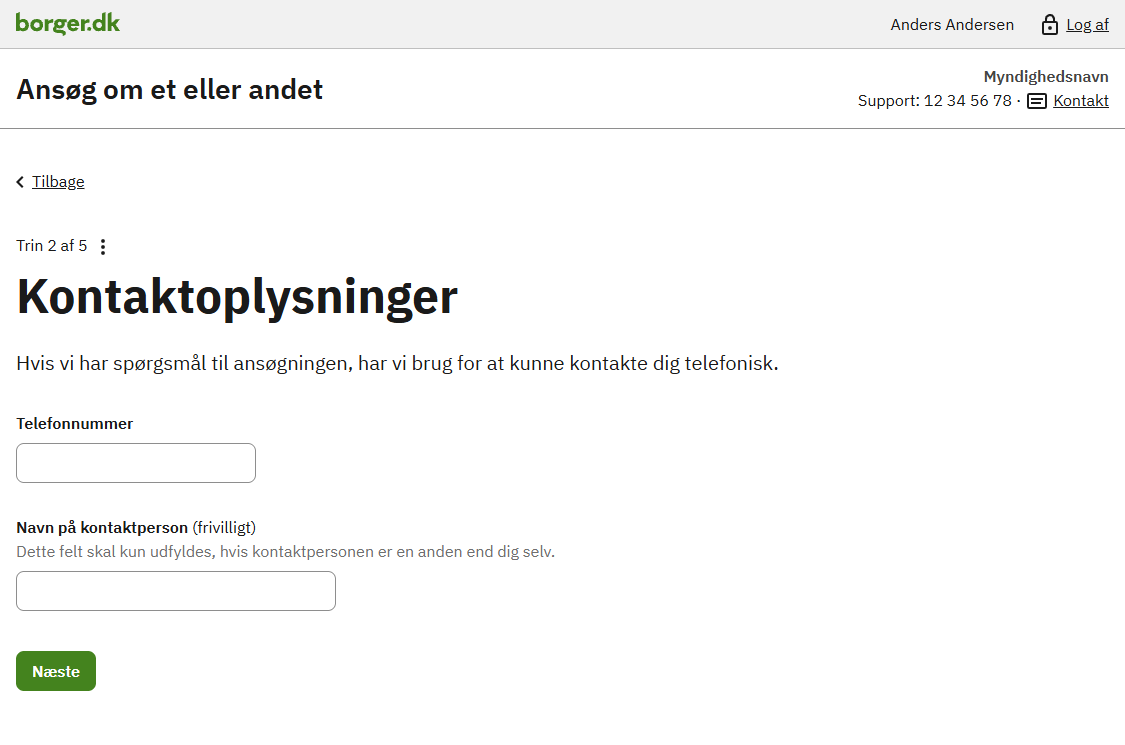 borger.dk
Anders Andersen
Log af
Ansøg om et eller andet
Myndighedsnavn
Support: 12 34 56 78 · Kontakt
Tilbage
Trin 2 af 5
Kontaktoplysninger
Hvis vi har spørgsmål til ansøgningen, har vi brug for at kunne kontakte dig telefonisk.
Telefonnummer
Navn på kontaktperson (frivilligt)
Dette felt skal kun udfyldes, hvis kontaktpersonen er en anden end dig selv.
Næste